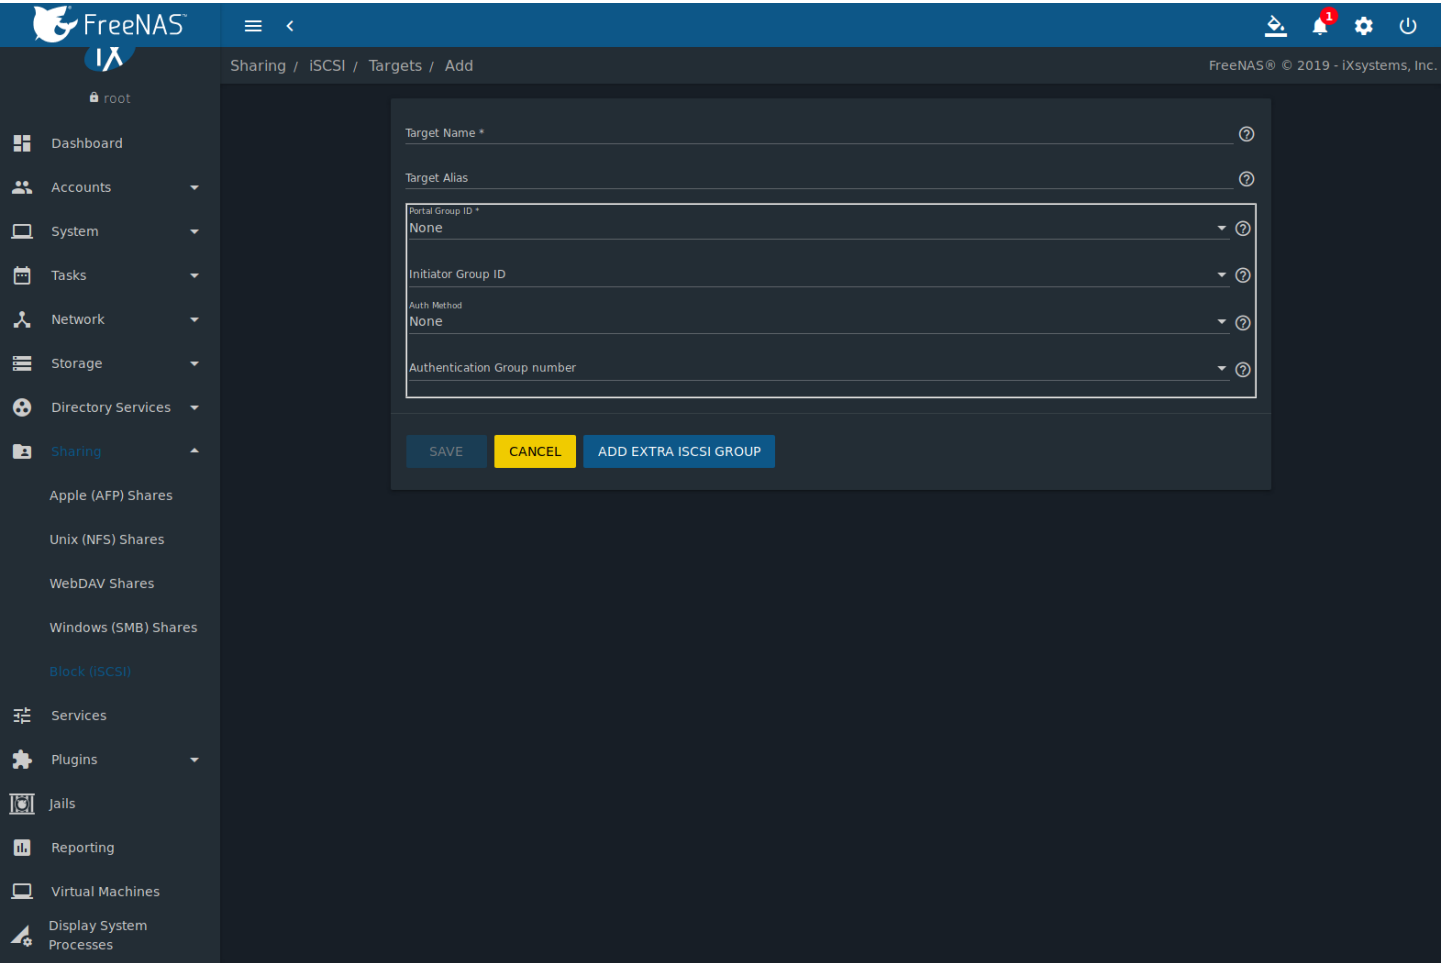 FreeNAS™
1
root
Sharing / iSCSI / Targets / Add
FreeNAS® © 2019 - iXsystems, Inc.
Dashboard
Accounts
System
Tasks
Network
Storage
Directory Services
Sharing
Apple (AFP) Shares
Unix (NFS) Shares
WebDAV Shares
Windows (SMB) Shares
Block (iSCSI)
Services
Plugins
Jails
Reporting
Virtual Machines
Display System
Processes
Target Name *
Target Alias
Portal Group ID *
None
Initiator Group ID
Auth Method
None
Authentication Group number
SAVE
CANCEL
ADD EXTRA ISCSI GROUP